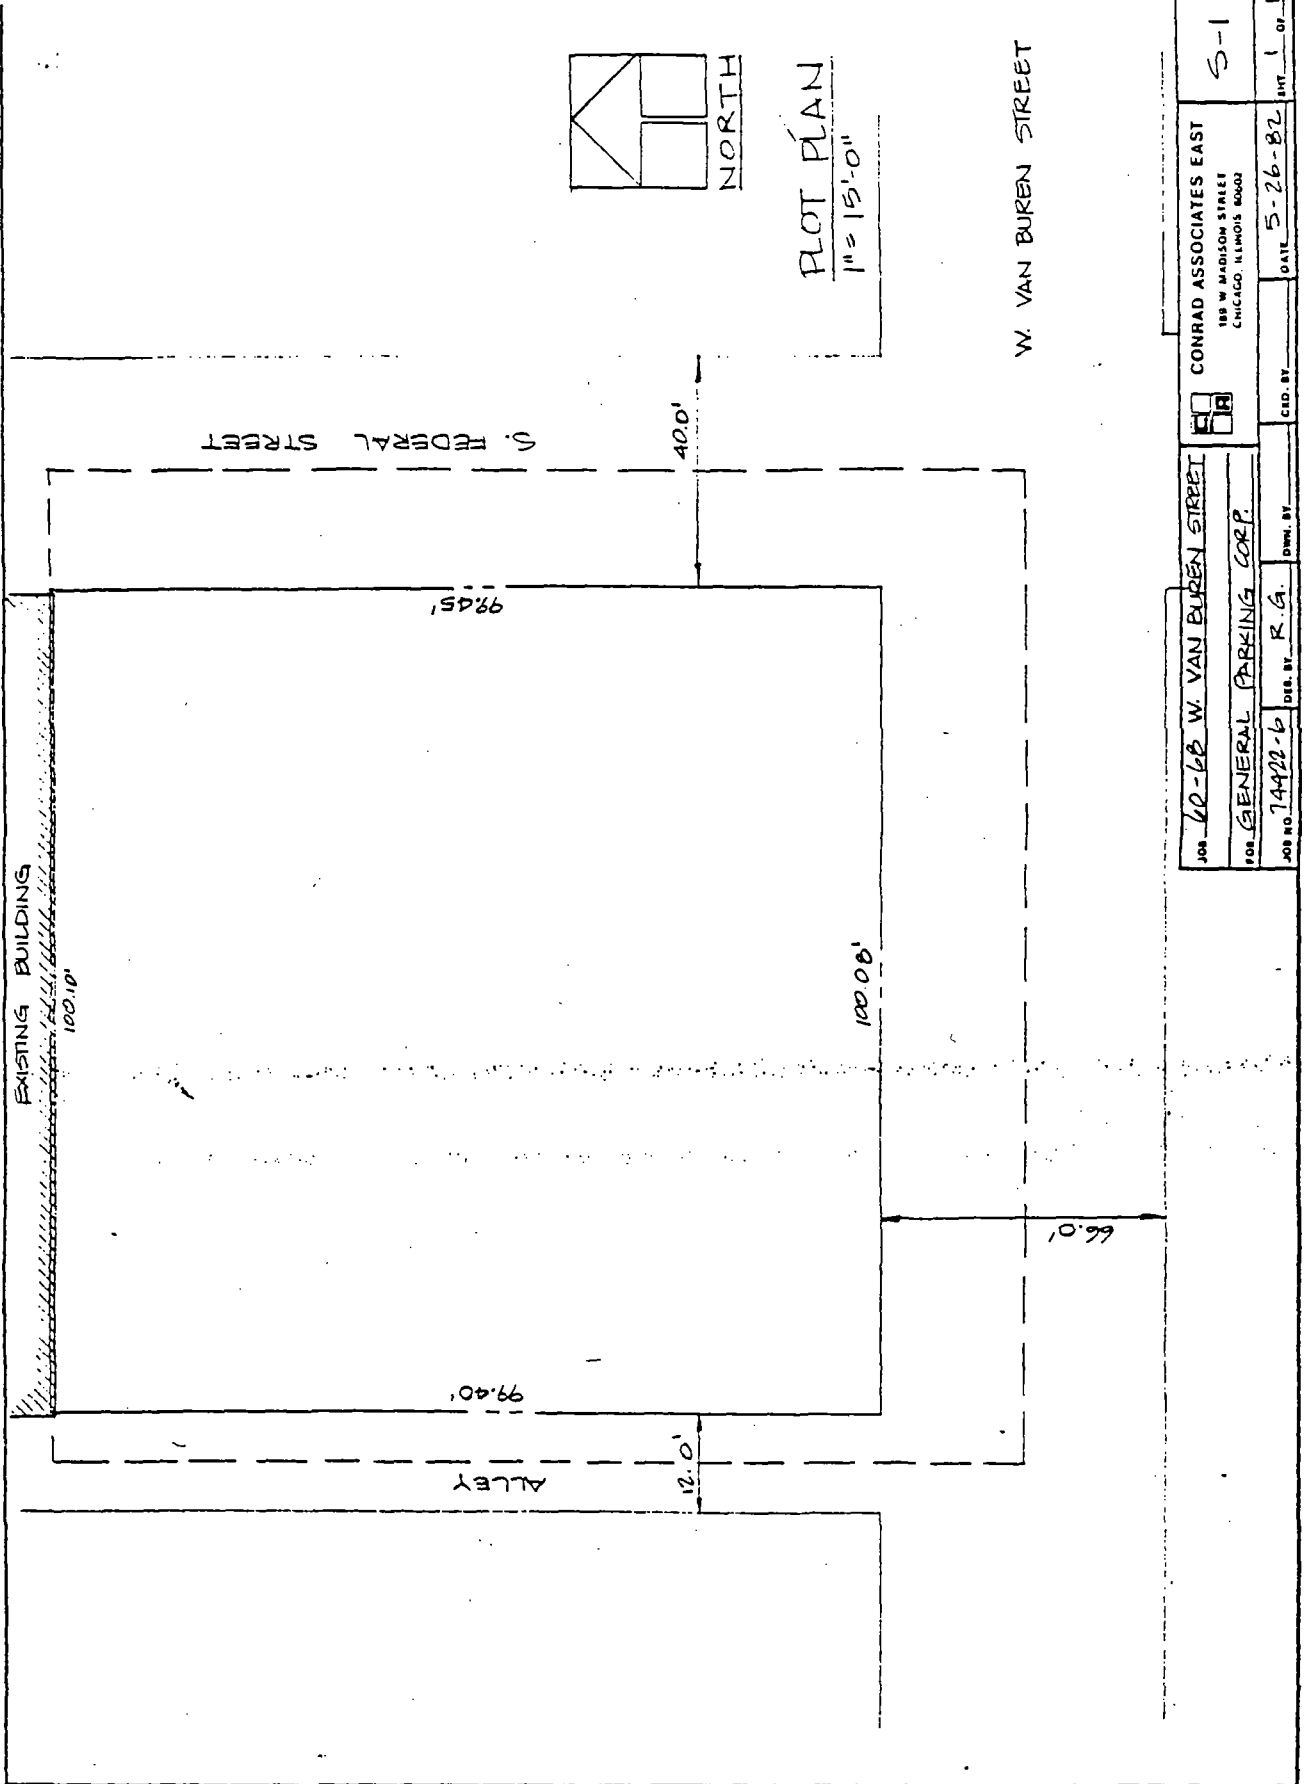 EXISTING BUILDING
100.10'
S. FEDERAL STREET
99.45'
99.40'
ALLEY
40.0'
12.0'
100.08'
66.0'
NORTH
PLOT PLAN
1" = 15'-0"
W. VAN BUREN STREET
JOB 60-68 W. VAN BUREN STREET
FOR GENERAL PARKING CORP.
JOB NO 74422-6 DES. BY R.G. DWN. BY CKD. BY DATE 5-26-82 SHT 1 OF 1
CONRAD ASSOCIATES EAST
189 W MADISON STREET
CHICAGO, ILLINOIS 60602
S-1